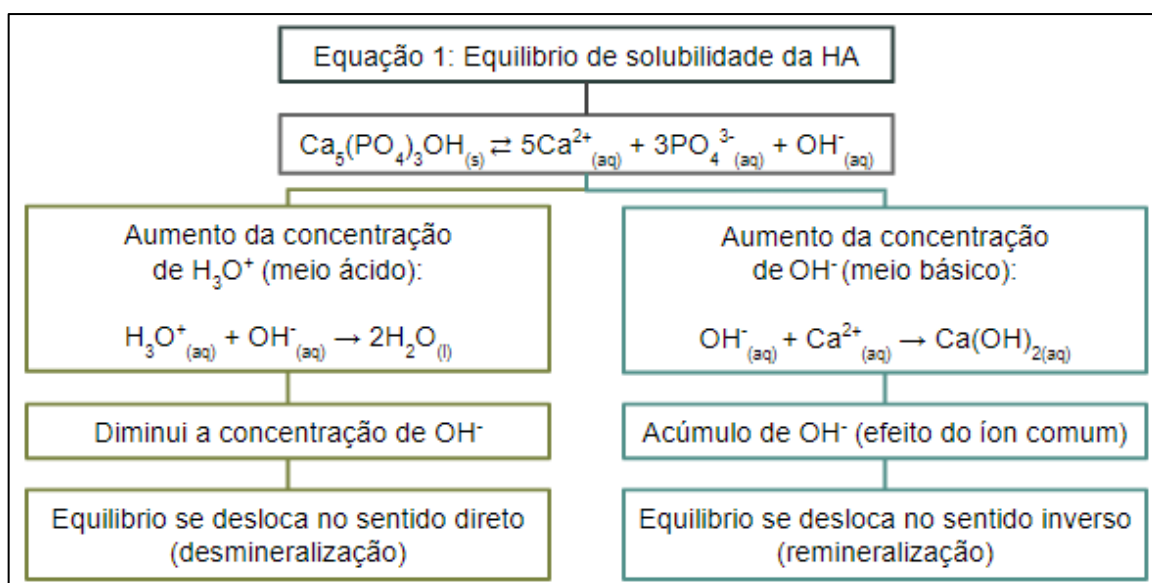 Equação 1: Equilibrio de solubilidade da HA
Ca₅(PO₄)₃OH₍s₎ ⇄ 5Ca²⁺₍aq₎ + 3PO₄³⁻₍aq₎ + OH⁻₍aq₎
Aumento da concentração
de H₃O⁺ (meio ácido):
H₃O⁺₍aq₎ + OH⁻₍aq₎ → 2H₂O₍l₎
Diminui a concentração de OH⁻
Equilibrio se desloca no sentido direto
(desmineralização)
Aumento da concentração
de OH⁻ (meio básico):
OH⁻₍aq₎ + Ca²⁺₍aq₎ → Ca(OH)₂₍aq₎
Acúmulo de OH⁻ (efeito do íon comum)
Equilibrio se desloca no sentido inverso
(remineralização)